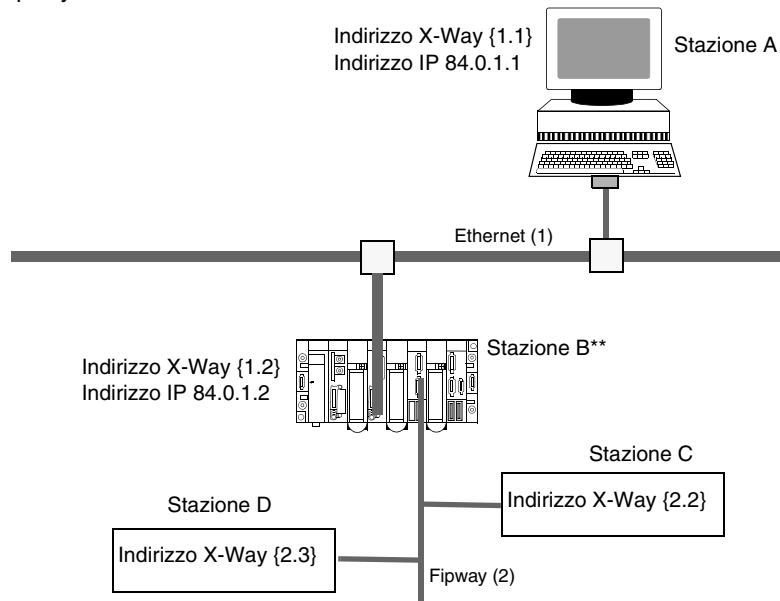 Indirizzo X-Way {1.1}
Indirizzo IP 84.0.1.1
Stazione A
Ethernet (1)
Stazione B**
Indirizzo X-Way {1.2}
Indirizzo IP 84.0.1.2
Stazione C
Indirizzo X-Way {2.2}
Stazione D
Indirizzo X-Way {2.3}
Fipway (2)